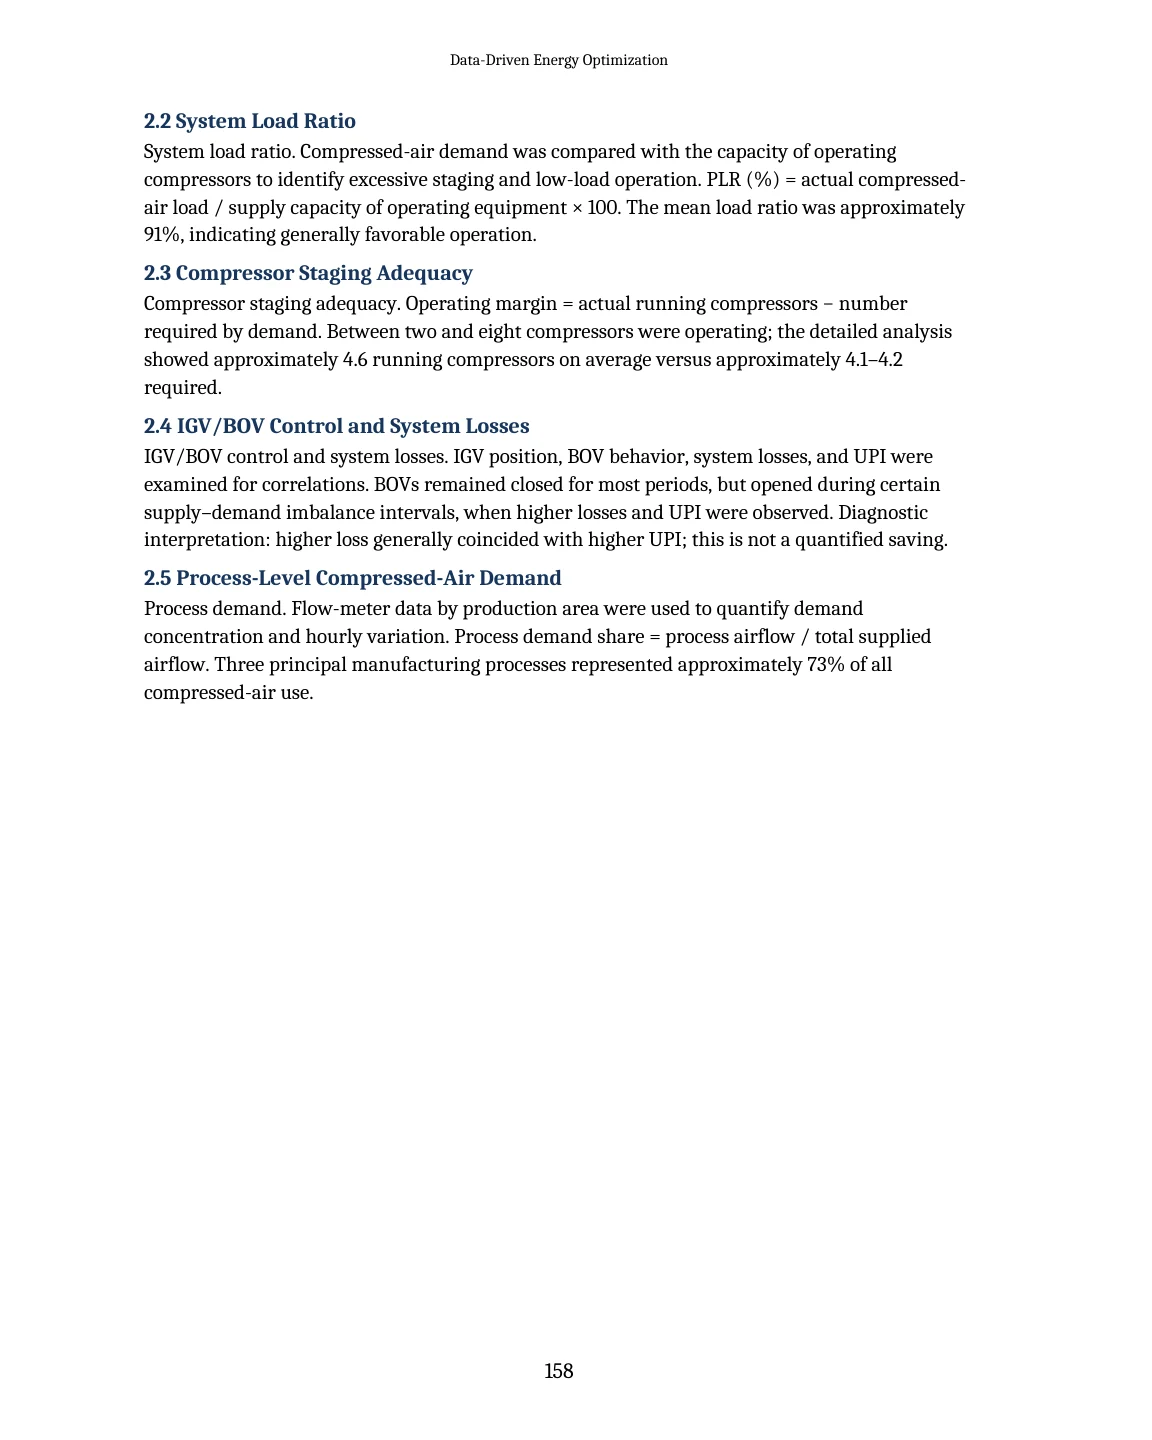 Data-Driven Energy Optimization
2.2 System Load Ratio
System load ratio. Compressed-air demand was compared with the capacity of operating
compressors to identify excessive staging and low-load operation. PLR (%) = actual compressed-
air load / supply capacity of operating equipment × 100. The mean load ratio was approximately
91%, indicating generally favorable operation.
2.3 Compressor Staging Adequacy
Compressor staging adequacy. Operating margin = actual running compressors − number
required by demand. Between two and eight compressors were operating; the detailed analysis
showed approximately 4.6 running compressors on average versus approximately 4.1–4.2
required.
2.4 IGV/BOV Control and System Losses
IGV/BOV control and system losses. IGV position, BOV behavior, system losses, and UPI were
examined for correlations. BOVs remained closed for most periods, but opened during certain
supply–demand imbalance intervals, when higher losses and UPI were observed. Diagnostic
interpretation: higher loss generally coincided with higher UPI; this is not a quantified saving.
2.5 Process-Level Compressed-Air Demand
Process demand. Flow-meter data by production area were used to quantify demand
concentration and hourly variation. Process demand share = process airflow / total supplied
airflow. Three principal manufacturing processes represented approximately 73% of all
compressed-air use.
158